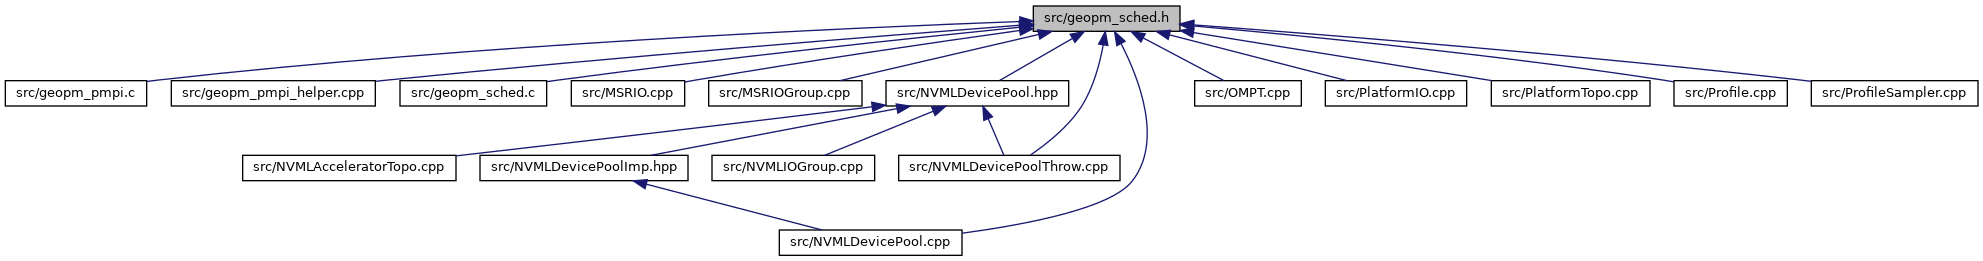 src/geopm_sched.h
src/geopm_pmpi.c
src/geopm_pmpi_helper.cpp
src/geopm_sched.c
src/MSRIO.cpp
src/MSRIOGroup.cpp
src/NVMLDevicePool.hpp
src/OMPT.cpp
src/PlatformIO.cpp
src/PlatformTopo.cpp
src/Profile.cpp
src/ProfileSampler.cpp
src/NVMLAcceleratorTopo.cpp
src/NVMLDevicePoolImp.hpp
src/NVMLIOGroup.cpp
src/NVMLDevicePoolThrow.cpp
src/NVMLDevicePool.cpp